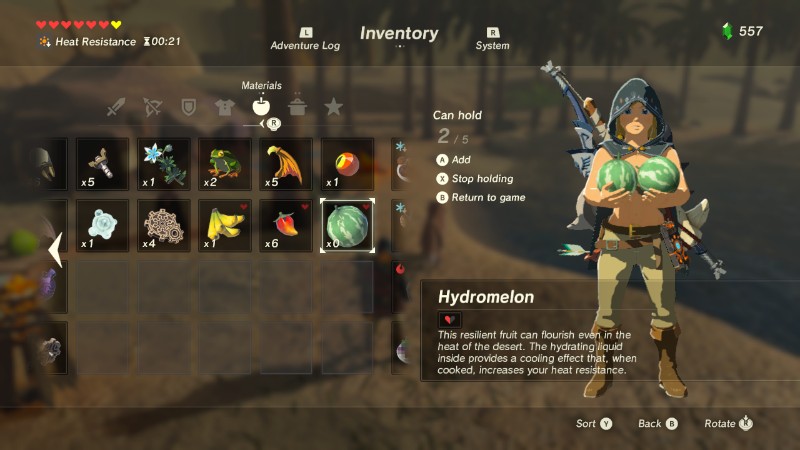 L
Inventory
R
557
Heat Resistance 00:21
Adventure Log
System
Materials
R
Can hold
2 / 5
A Add
X Stop holding
B Return to game
x5
x1
x2
x5
x1
x1
x4
x1
x6
x0
Hydromelon
This resilient fruit can flourish even in the
heat of the desert. The hydrating liquid
inside provides a cooling effect that, when
cooked, increases your heat resistance.
Sort Y
Back B
Rotate R